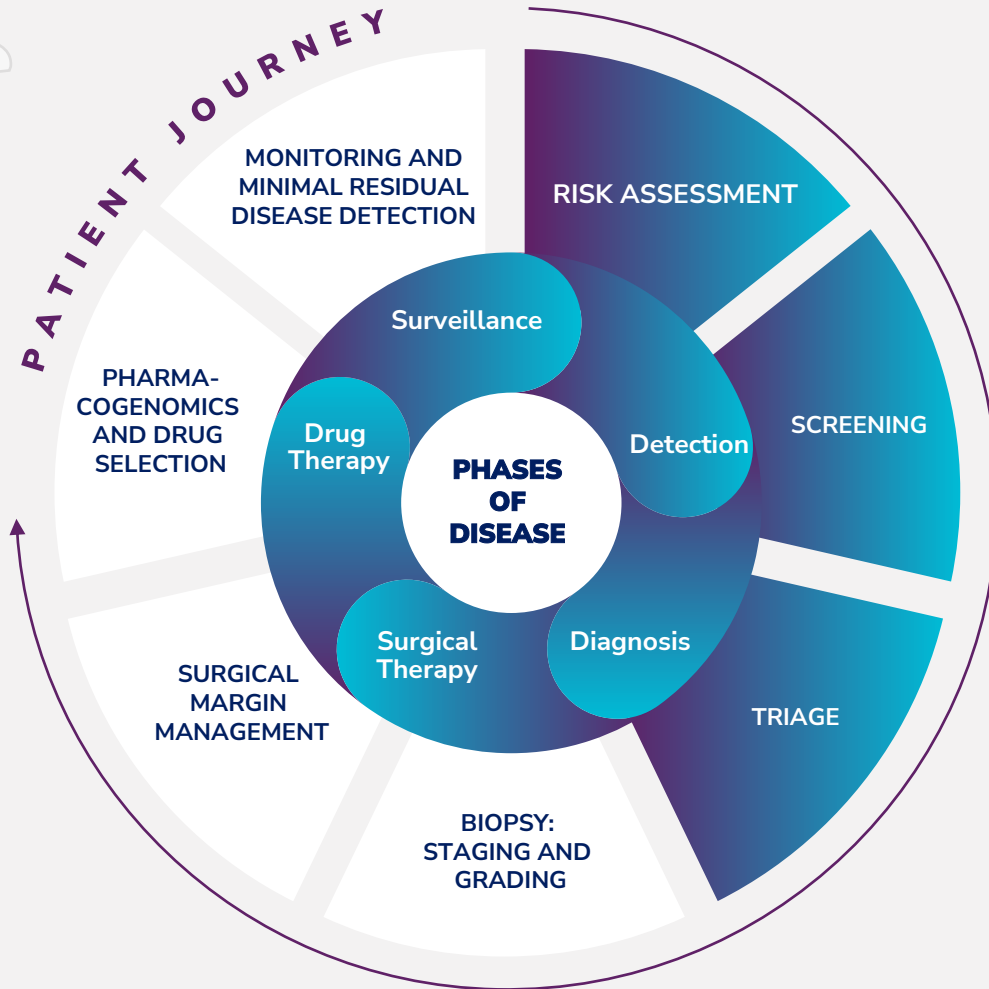 PATIENT JOURNEY
RISK ASSESSMENT
SCREENING
TRIAGE
BIOPSY:
STAGING AND
GRADING
SURGICAL
MARGIN
MANAGEMENT
PHARMA-
COGENOMICS
AND DRUG
SELECTION
MONITORING AND
MINIMAL RESIDUAL
DISEASE DETECTION
PHASES
OF
DISEASE
Detection
Diagnosis
Surgical
Therapy
Drug
Therapy
Surveillance